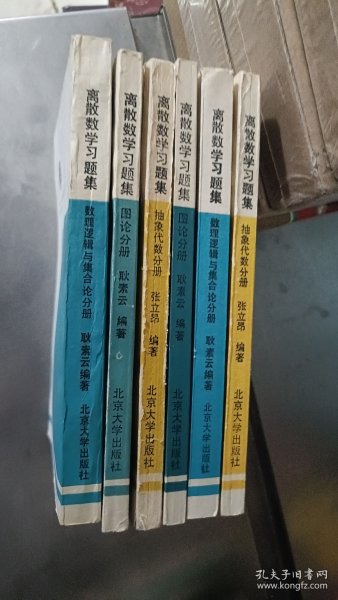 离散数学习题集 数理逻辑与集合论分册 耿素云编著 北京大学出版社
离散数学习题集 图论分册 耿素云 编著 北京大学出版社
离散数学习题集 抽象代数分册 张立昂 编著 北京大学出版社
离散数学习题集 图论分册 耿素云 编著 北京大学出版社
离散数学习题集 数理逻辑与集合论分册 耿素云编著 北京大学出版社
离散数学习题集 抽象代数分册 张立昂 编著 北京大学出版社
孔夫子旧书网